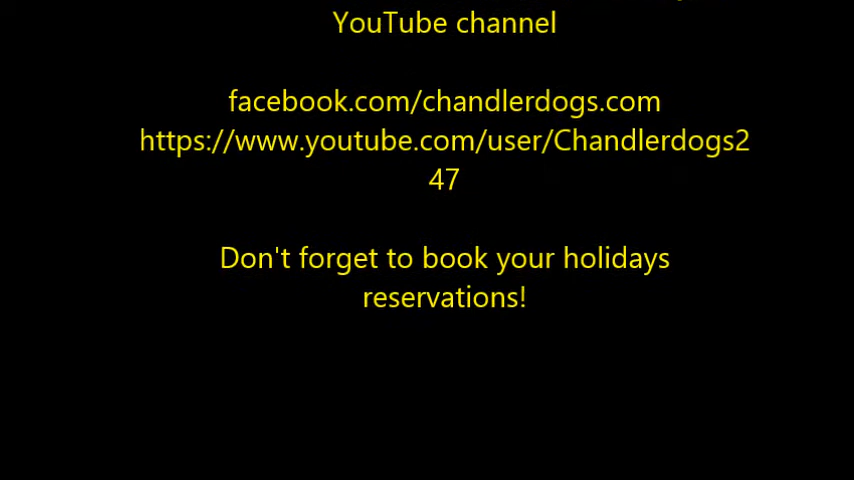 YouTube channel
facebook.com/chandlerdogs.com
https://www.youtube.com/user/Chandlerdogs2
47
Don't forget to book your holidays
reservations!